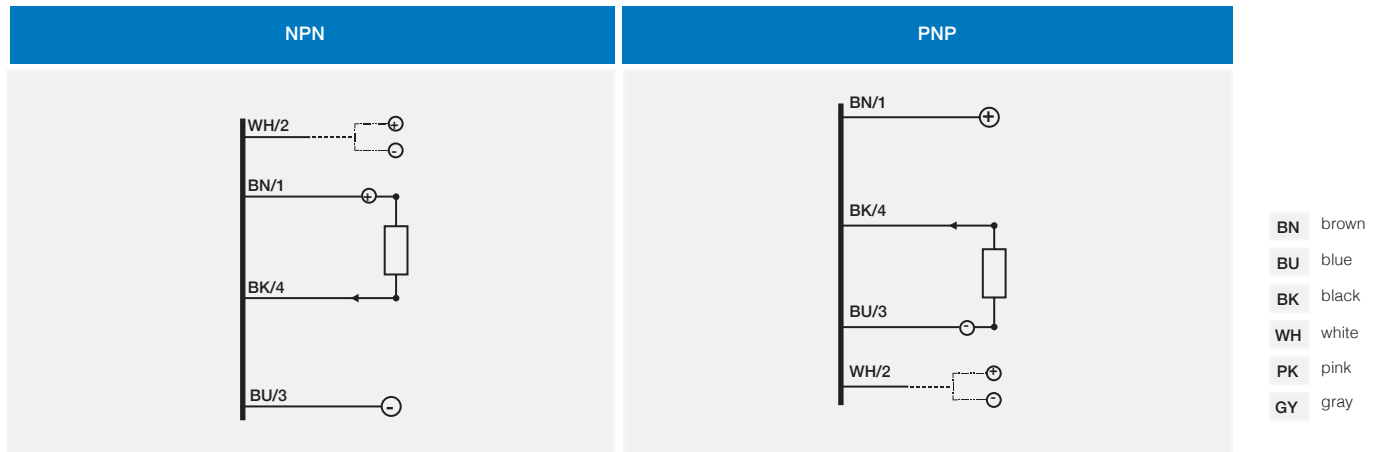 NPN
PNP
WH/2
+
-
BN/1
+
BK/4
BU/3
-
BN/1
+
BK/4
BU/3
-
WH/2
+
-
BN brown
BU blue
BK black
WH white
PK pink
GY gray